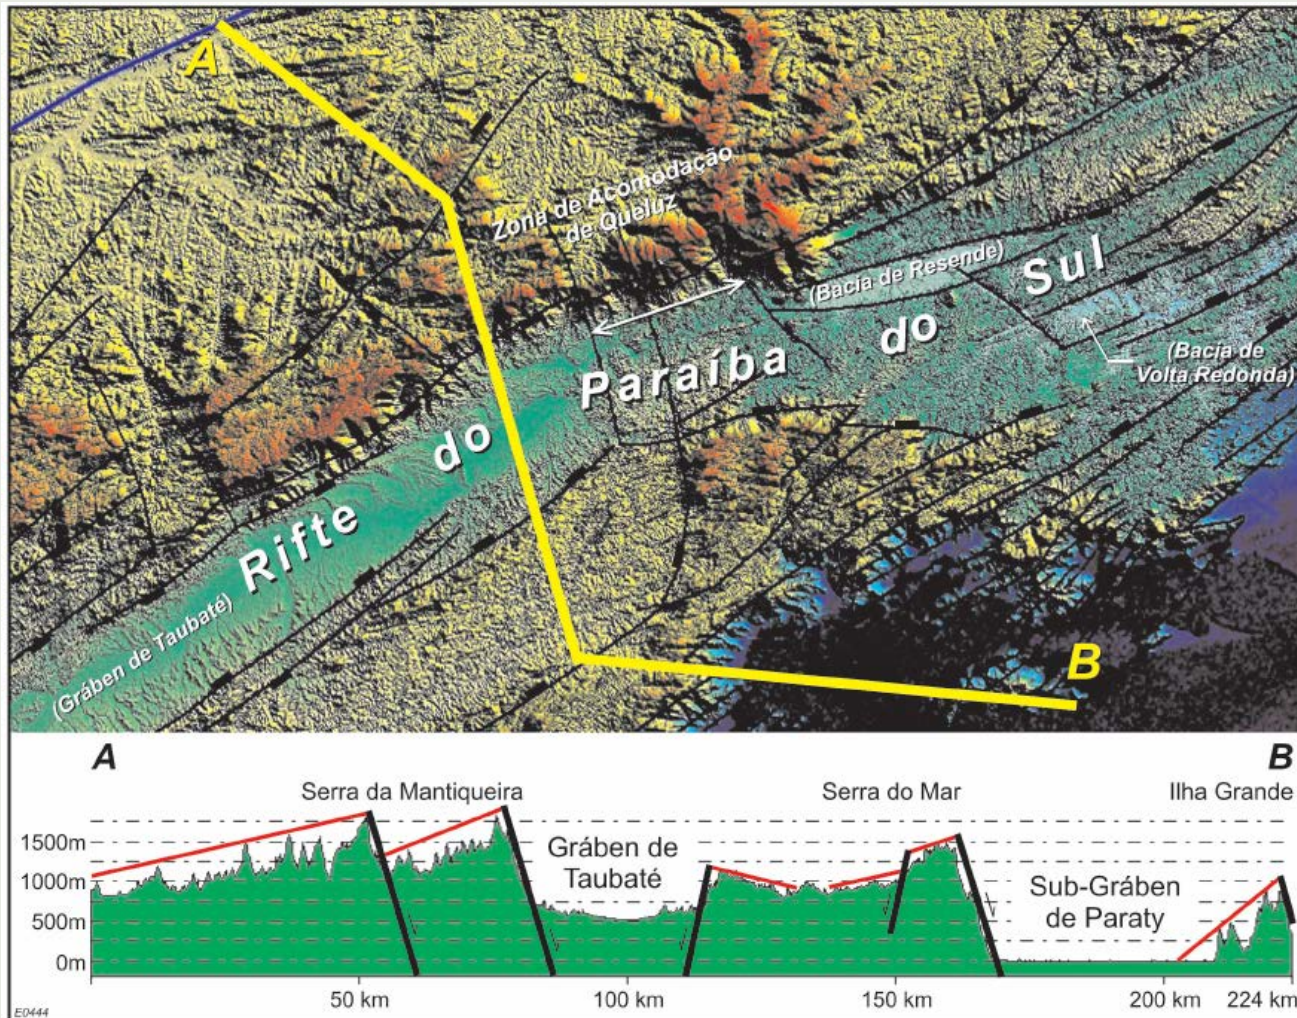 A
Zona de Acomodação
de Queluz
(Bacia de Resende)
Sul
do
Paraíba
(Bacia de
Volta Redonda)
do
Rifte
(Gráben de Taubaté)
B
A
B
Serra da Mantiqueira
Serra do Mar
Ilha Grande
1500m
Gráben de
Taubaté
1000m
Sub-Gráben
de Paraty
500m
0m
50 km
100 km
150 km
200 km
224 km
E0444